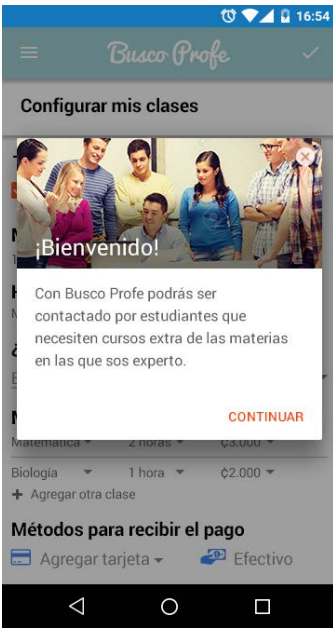 16:54
Busco Profe
Configurar mis clases
¡Bienvenido!
Con Busco Profe podrás ser
contactado por estudiantes que
necesiten cursos extra de las materias
en las que sos experto.
CONTINUAR
Matemática 2 horas ₡3.000
Biología 1 hora ₡2.000
+ Agregar otra clase
Métodos para recibir el pago
Agregar tarjeta Efectivo